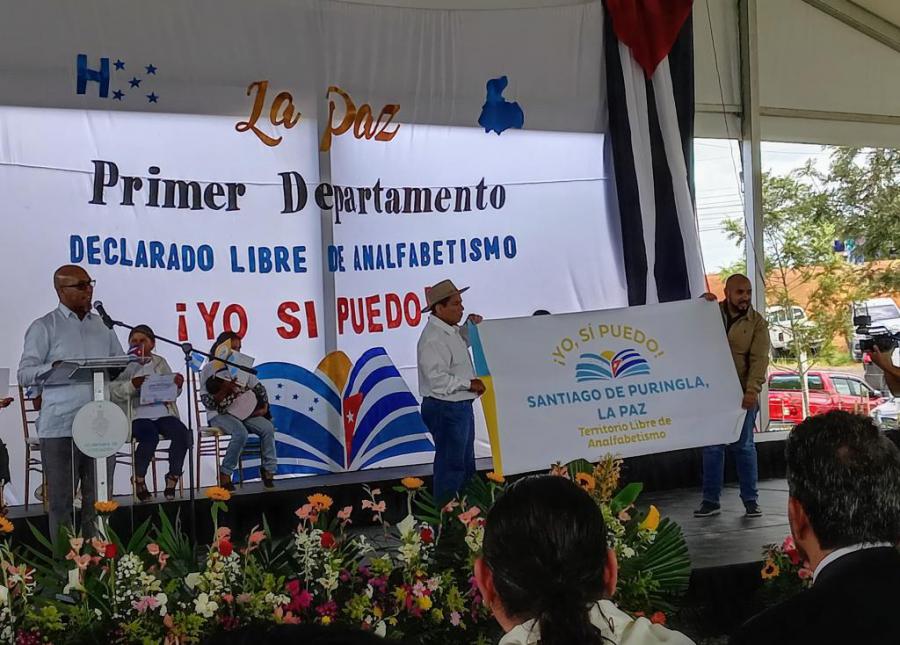 H
La Paz
Primer Departamento
DECLARADO LIBRE DE ANALFABETISMO
¡YO SI PUEDO!
¡YO, SÍ PUEDO!
SANTIAGO DE PURINGLA,
LA PAZ
Territorio Libre de
Analfabetismo